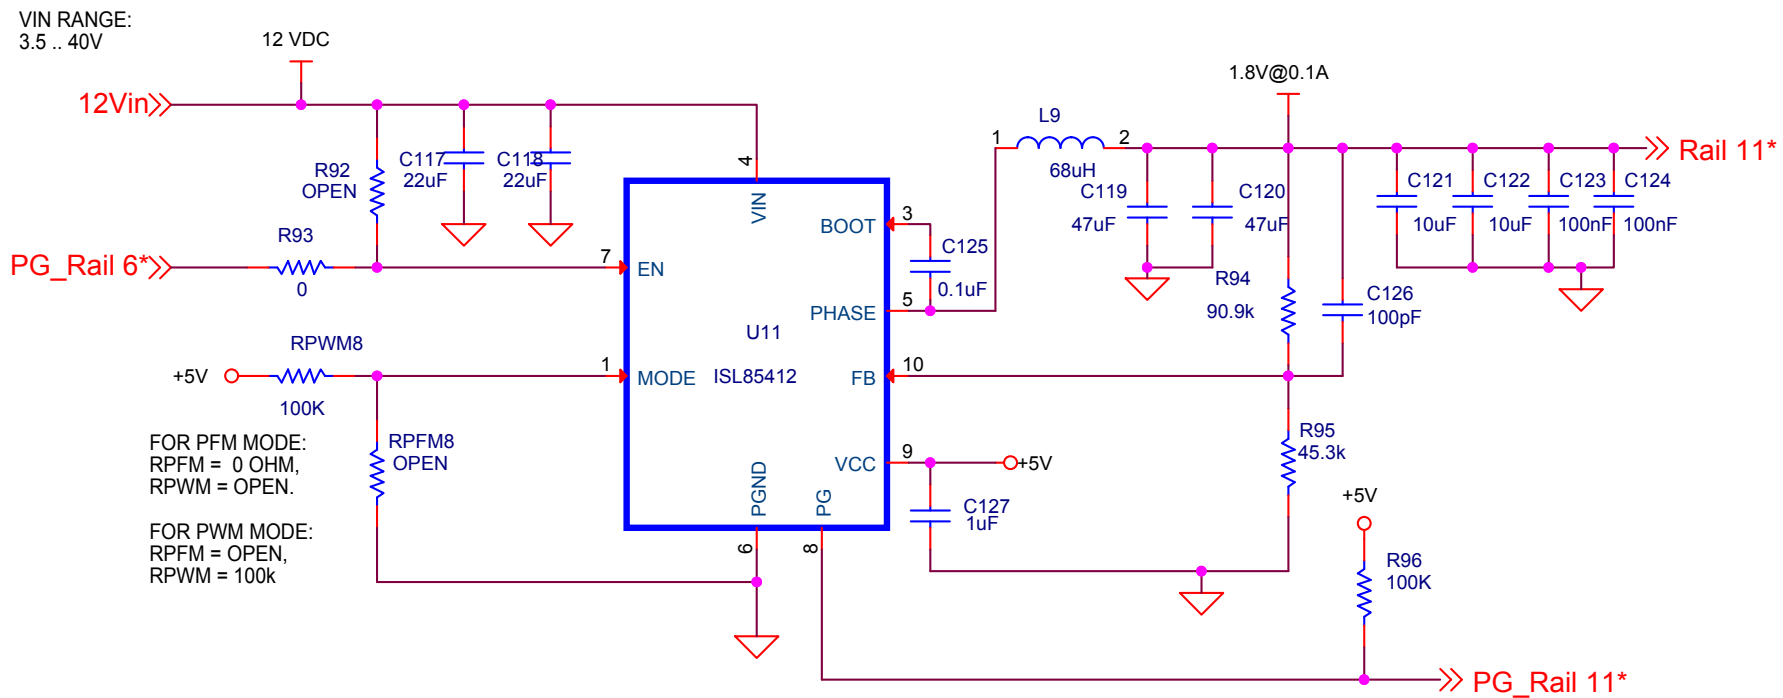 VIN RANGE:
3.5 .. 40V
12 VDC
12Vin
R92
OPEN
C117
22uF
C118
22uF
R93
0
PG_Rail 6*
RPWM8
+5V
100K
FOR PFM MODE:
RPFM =  0 OHM,
RPWM = OPEN.
FOR PWM MODE:
RPFM = OPEN,
RPWM = 100k
RPFM8
OPEN
4
VIN
7
EN
1
MODE
U11
ISL85412
BOOT
3
PHASE
5
FB
10
VCC
9
PGND
6
PG
8
C125
0.1uF
+5V
C127
1uF
1
L9
2
68uH
1.8V@0.1A
Rail 11*
C119
47uF
C120
47uF
C121
10uF
C122
10uF
C123
100nF
C124
100nF
R94
90.9k
C126
100pF
R95
45.3k
+5V
R96
100K
PG_Rail 11*